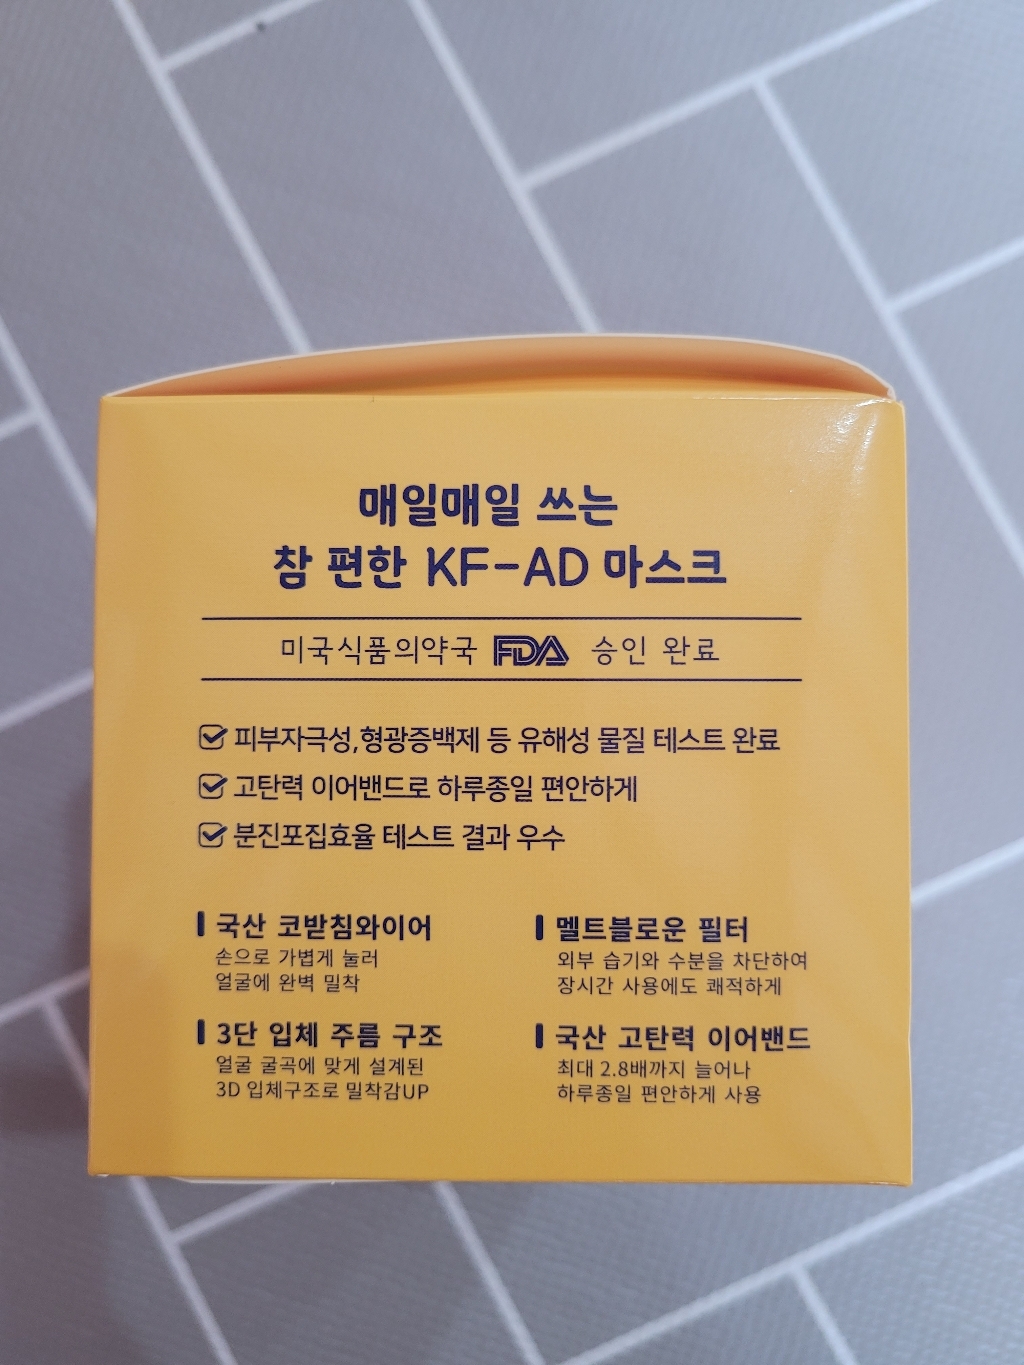 매일매일 쓰는
참 편한 KF-AD 마스크
미국식품의약국 FDA 승인 완료
피부자극성,형광증백제 등 유해성 물질 테스트 완료
고탄력 이어밴드로 하루종일 편안하게
분진포집효율 테스트 결과 우수
국산 코받침와이어
손으로 가볍게 눌러
얼굴에 완벽 밀착
멜트블로운 필터
외부 습기와 수분을 차단하여
장시간 사용에도 쾌적하게
3단 입체 주름 구조
얼굴 굴곡에 맞게 설계된
3D 입체구조로 밀착감UP
국산 고탄력 이어밴드
최대 2.8배까지 늘어나
하루종일 편안하게 사용